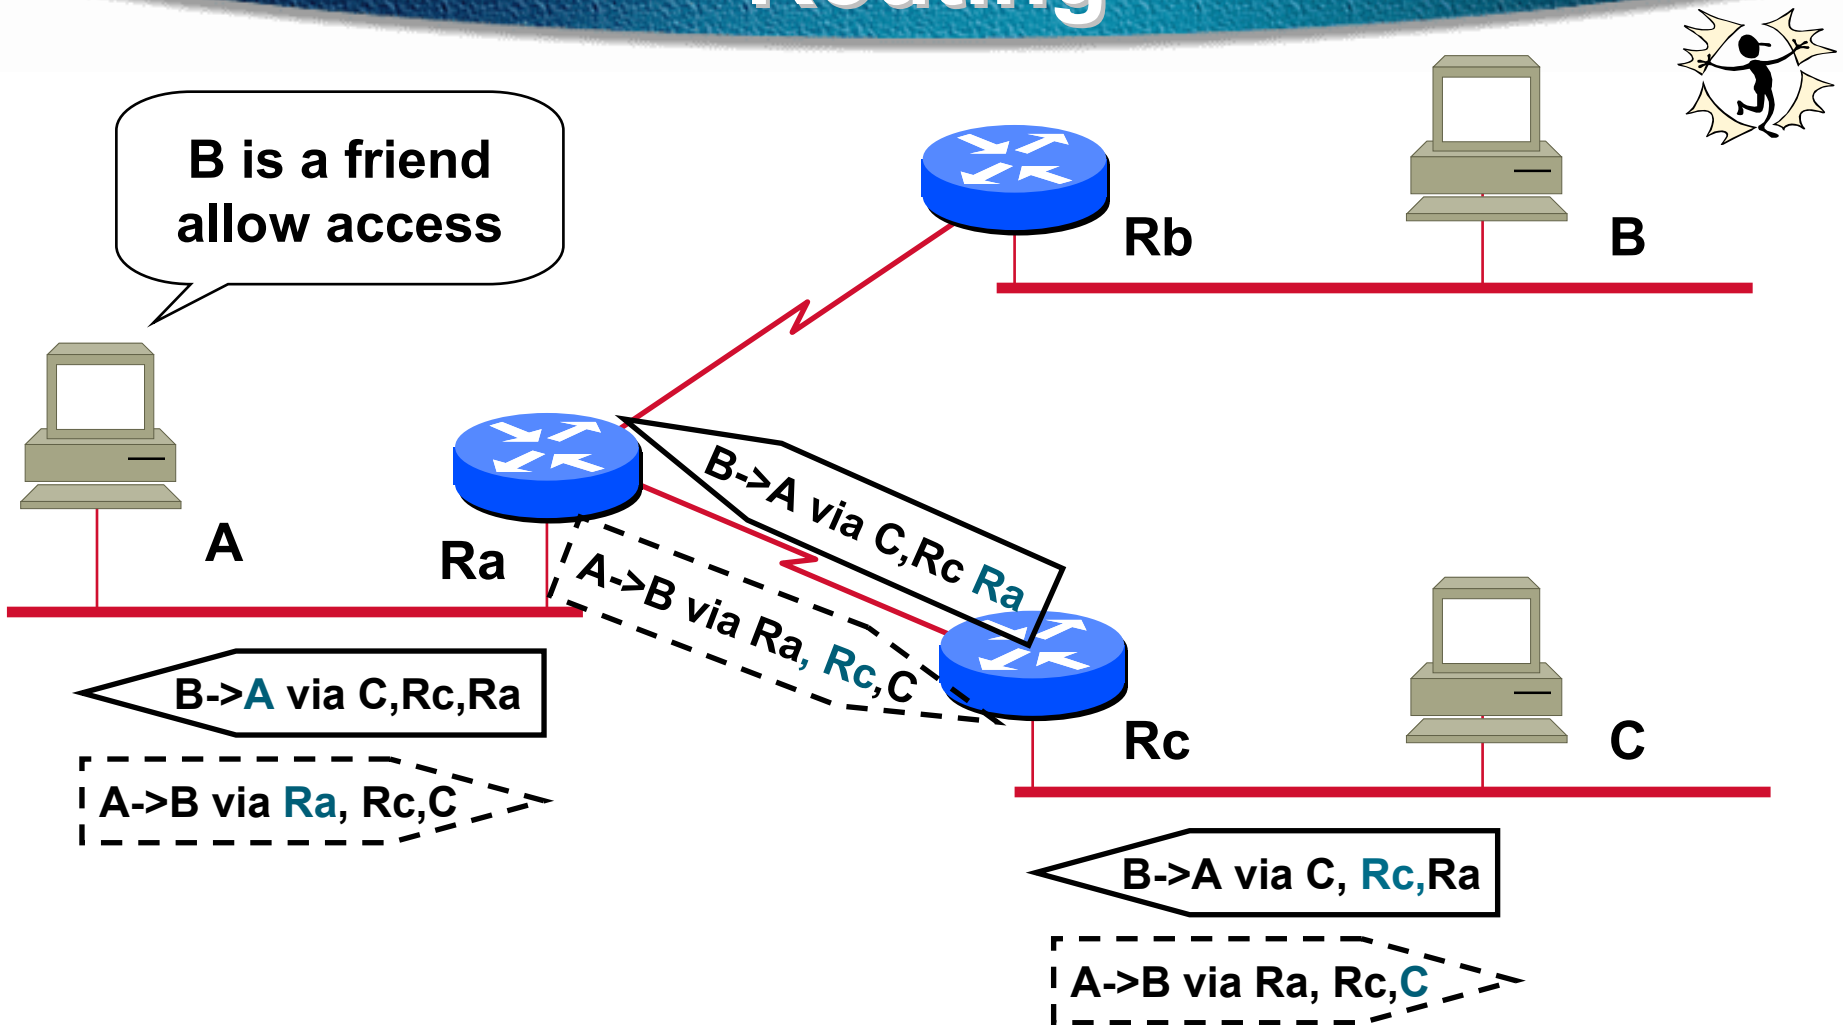 Routing
B is a friend
allow access
Rb
B
A
Ra
B->A via C,Rc Ra
A->B via Ra, Rc,C
B->A via C,Rc,Ra
A->B via Ra, Rc,C
Rc
C
B->A via C, Rc,Ra
A->B via Ra, Rc,C